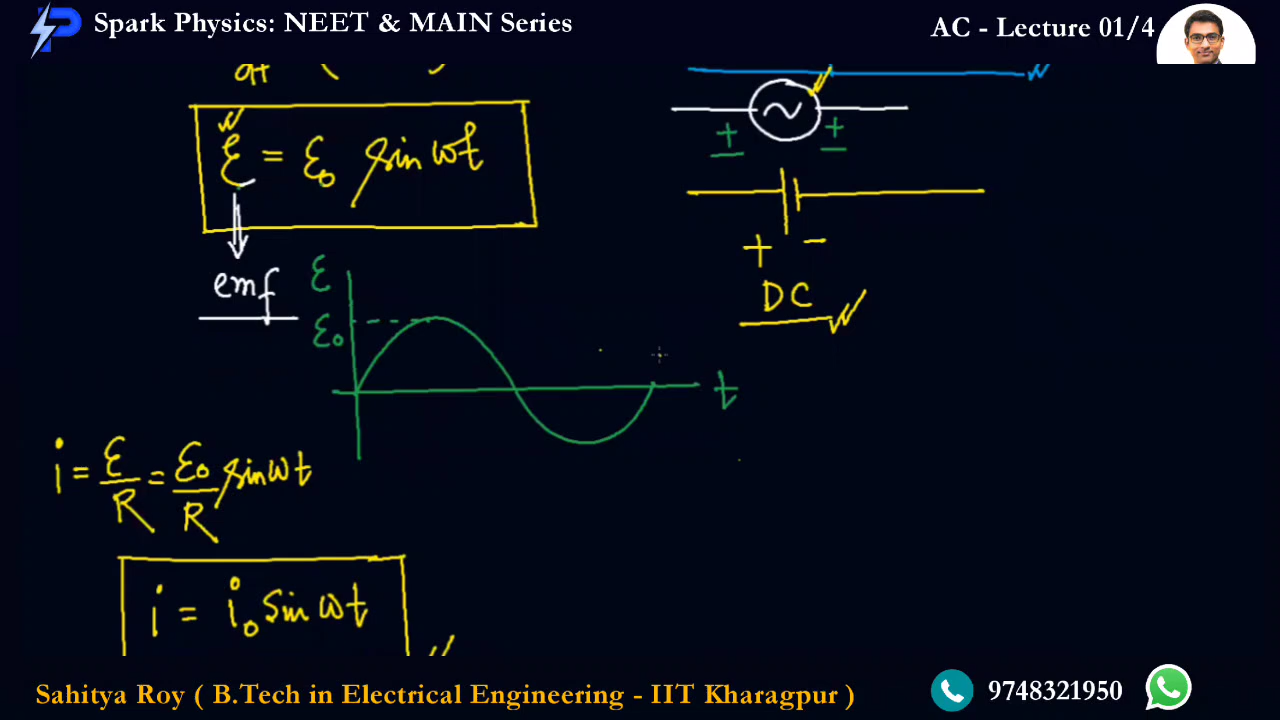 Spark Physics: NEET & MAIN Series
AC - Lecture 01/4
ε = ε₀ sin ωt
± ±
+ -
DC
emf
ε
ε₀
t
i = ε/R = ε₀/R sin ωt
i = i₀ sin ωt
Sahitya Roy ( B.Tech in Electrical Engineering - IIT Kharagpur )
9748321950